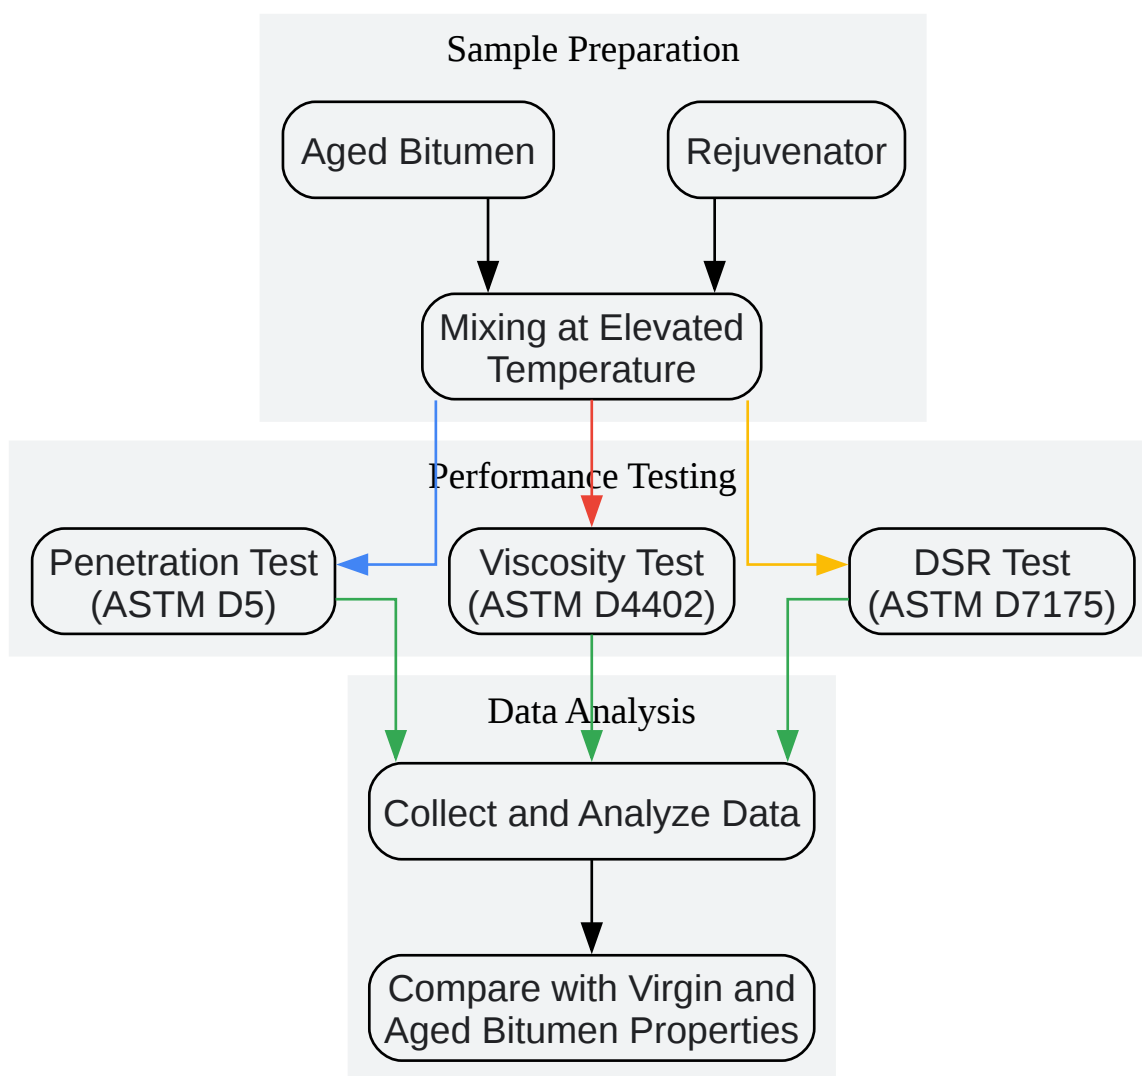 Sample Preparation
Aged Bitumen
Rejuvenator
Mixing at Elevated
Temperature
Performance Testing
Penetration Test
(ASTM D5)
Viscosity Test
(ASTM D4402)
DSR Test
(ASTM D7175)
Data Analysis
Collect and Analyze Data
Compare with Virgin and
Aged Bitumen Properties